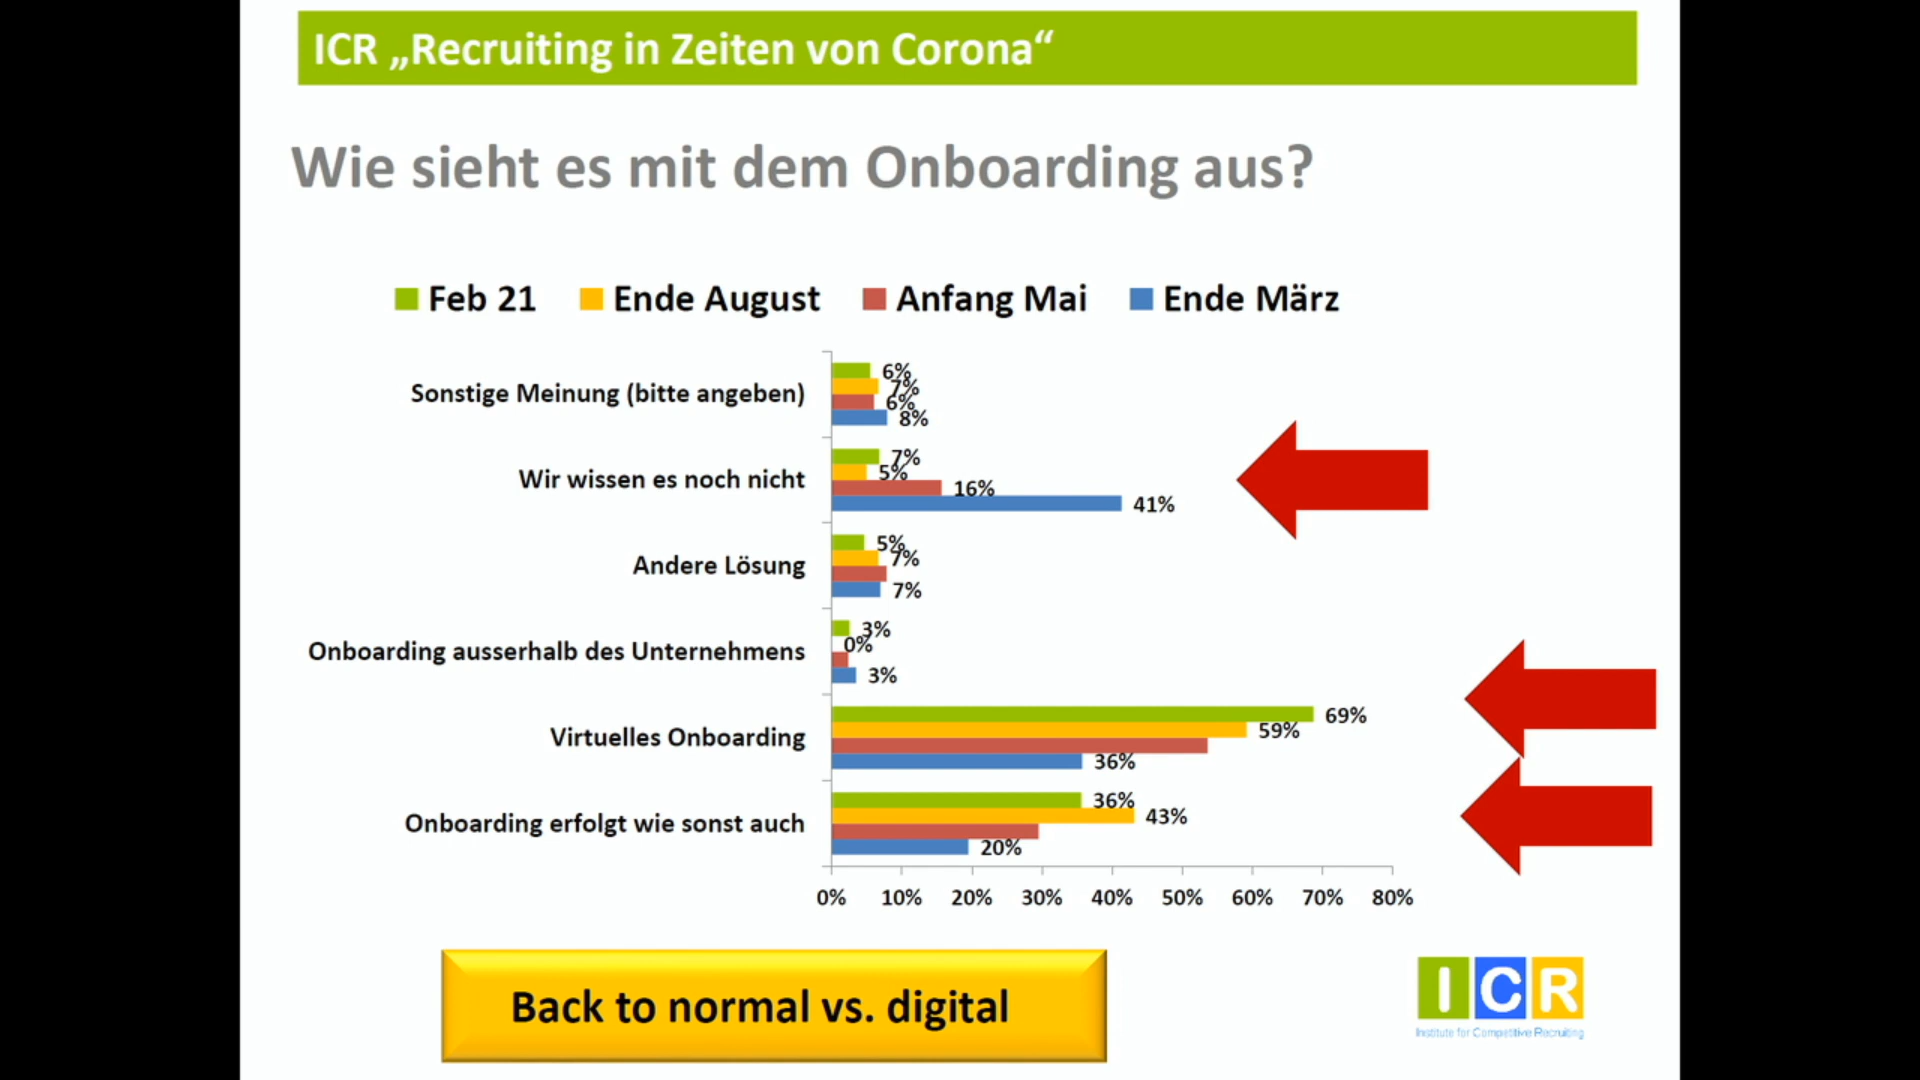 ICR „Recruiting in Zeiten von Corona“
Wie sieht es mit dem Onboarding aus?
Feb 21 Ende August Anfang Mai Ende März
Sonstige Meinung (bitte angeben)
6%
7%
6%
8%
Wir wissen es noch nicht
7%
5%
16%
41%
Andere Lösung
5%
7%
7%
Onboarding ausserhalb des Unternehmens
3%
0%
3%
Virtuelles Onboarding
69%
59%
36%
Onboarding erfolgt wie sonst auch
36%
43%
20%
0% 10% 20% 30% 40% 50% 60% 70% 80%
Back to normal vs. digital
ICR
Institute for Competitive Recruiting